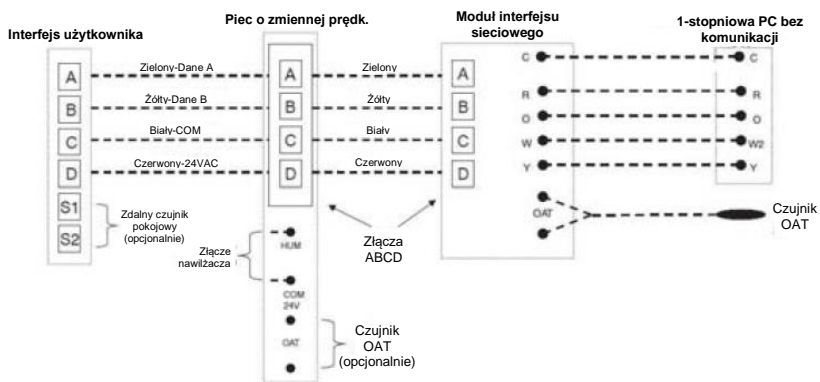 Interfejs użytkownika
Piec o zmiennej prędk.
Moduł interfejsu
sieciowego
1-stopniowa PC bez
komunikacji
A
Zielony-Dane A
A
Zielony
A
B
Żółty-Dane B
B
Żółty
B
C
Biały-COM
C
Biały
C
D
Czerwony-24VAC
D
Czerwony
D
C
C
R
R
O
O
W
W2
Y
Y
S1
S2
Zdalny czujnik
pokojowy
(opcjonalnie)
Złącze
nawilżacza
HUM
COM
24V
OAT
Czujnik
OAT
(opcjonalnie)
Złącza
ABCD
OAT
Czujnik
OAT